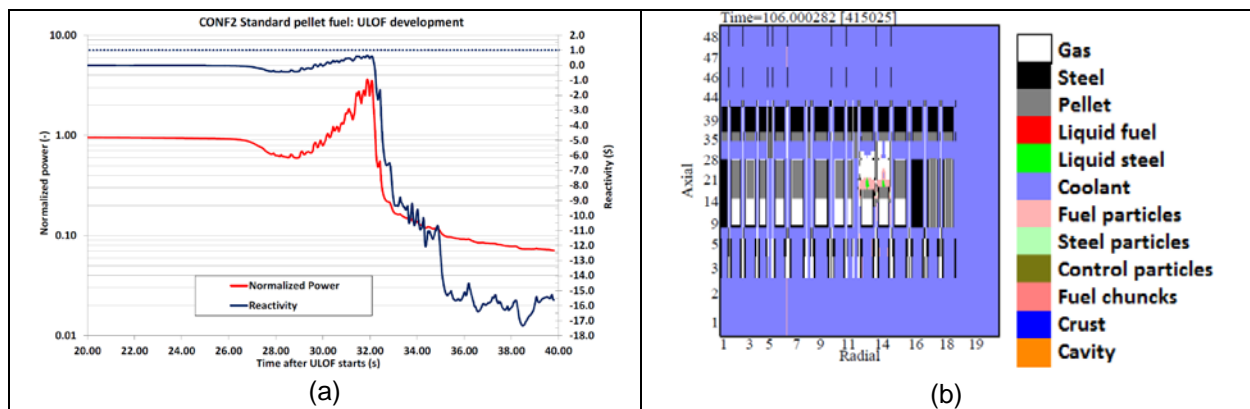 CONF2 Standard pellet fuel: ULOF development
10.00
1.00
0.10
0.01
Normalized power (-)
2.0
1.0
0.0
-1.0
-2.0
-3.0
-4.0
-5.0
-6.0
-7.0
-8.0
-9.0
-10.0
-11.0
-12.0
-13.0
-14.0
-15.0
-16.0
-17.0
-18.0
Reactivity ($)
Normalized Power
Reactivity
20.00 22.00 24.00 26.00 28.00 30.00 32.00 34.00 36.00 38.00 40.00
Time after ULOF starts (s)
(a)
Time=106.000282 [415025]
48
47
46
44
39
35
28
21
14
9
5
3
2
1
Axial
1 3 5 7 9 11 14 16 19
Radial
Gas
Steel
Pellet
Liquid fuel
Liquid steel
Coolant
Fuel particles
Steel particles
Control particles
Fuel chuncks
Crust
Cavity
(b)